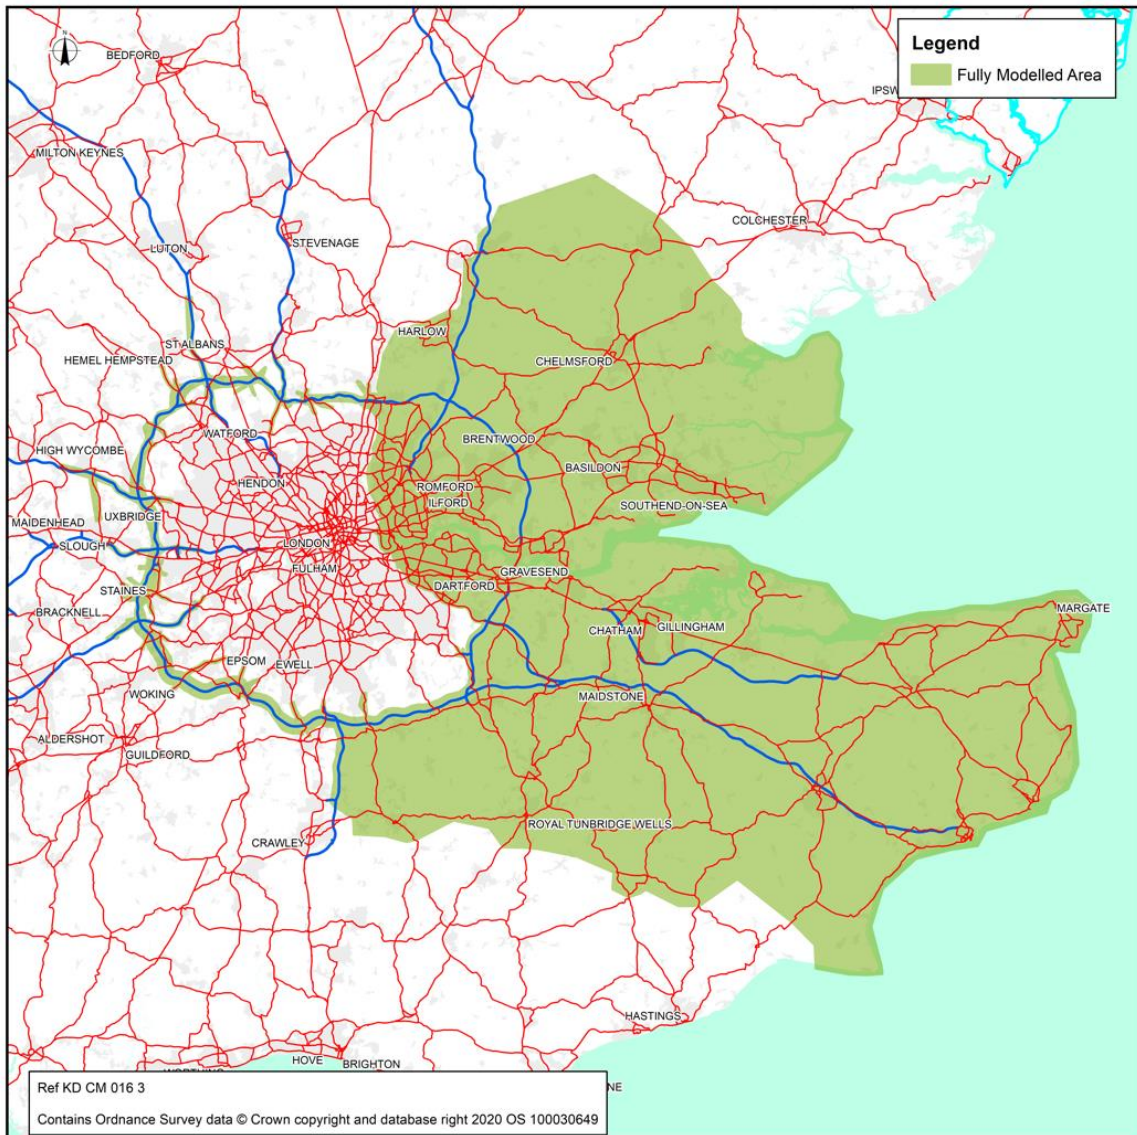 N
Legend
Fully Modelled Area
BEDFORD
IPSW
MILTON KEYNES
COLCHESTER
STEVENAGE
LUTON
HARLOW
ST ALBANS
HEMEL HEMPSTEAD
CHELMSFORD
WATFORD
BRENTWOOD
HIGH WYCOMBE
BASILDON
HENDON
ROMFORD
ILFORD
SOUTHEND-ON-SEA
UXBRIDGE
MAIDENHEAD
SLOUGH
LONDON
FULHAM
GRAVESEND
DARTFORD
STAINES
BRACKNELL
MARGATE
CHATHAM
GILLINGHAM
EPSOM
EWELL
WOKING
MAIDSTONE
ALDERSHOT
GUILDFORD
ROYAL TUNBRIDGE WELLS
CRAWLEY
HASTINGS
HOVE
BRIGHTON
NE
Ref KD CM 016 3
Contains Ordnance Survey data © Crown copyright and database right 2020 OS 100030649